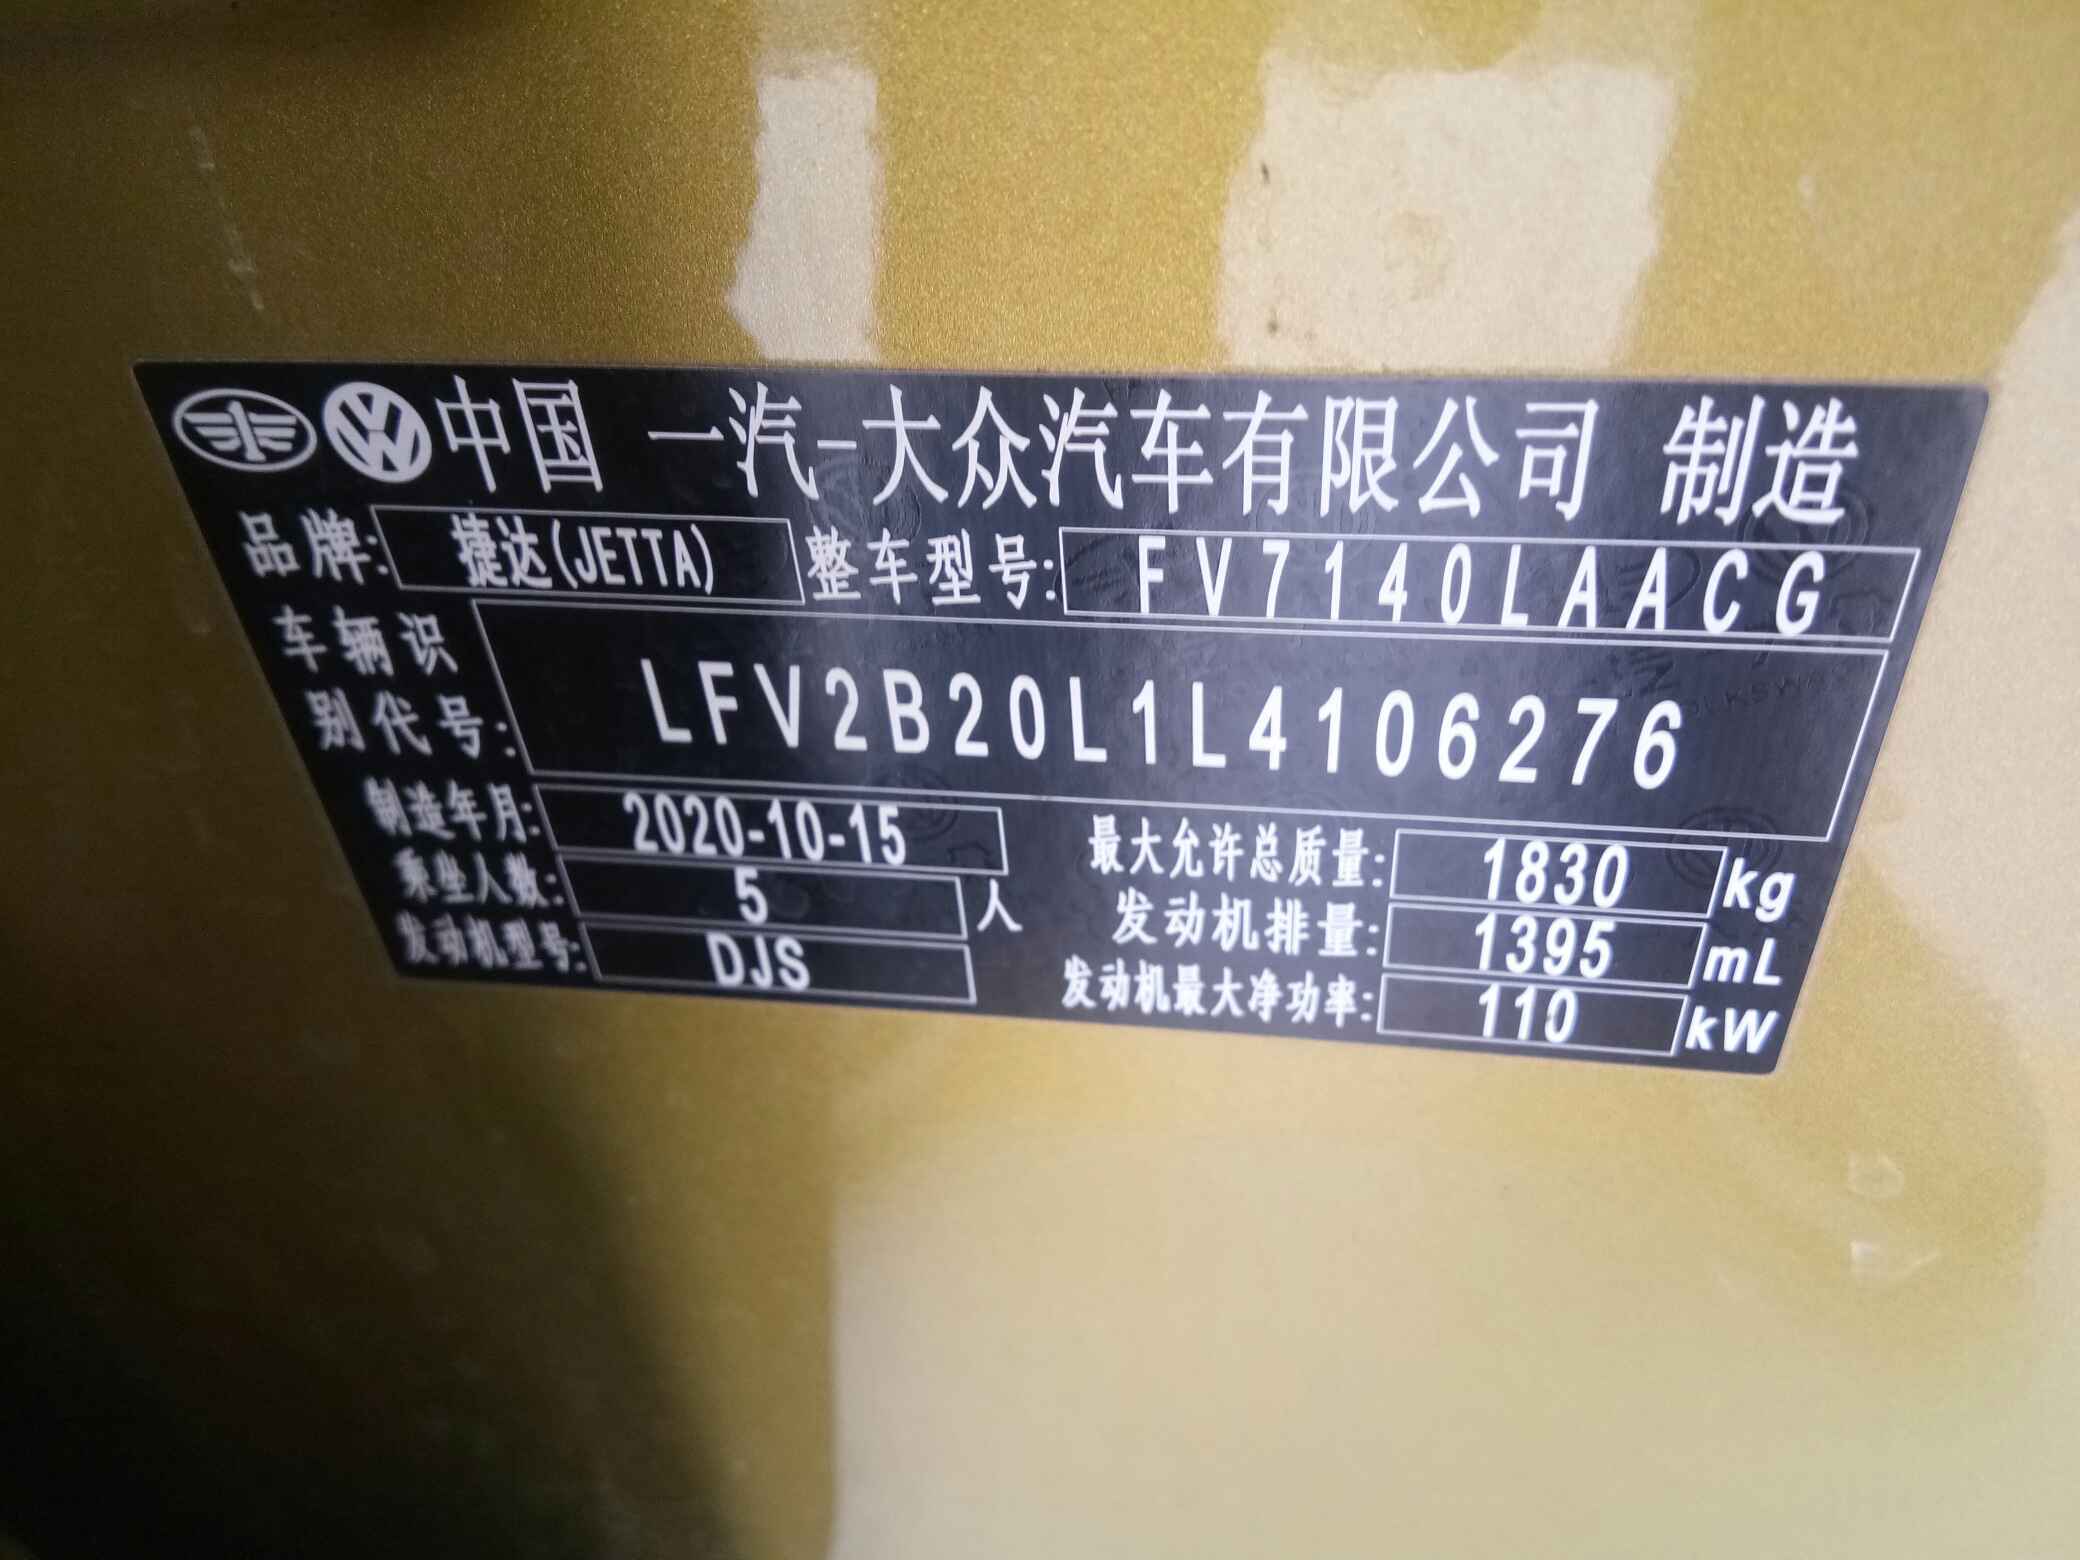 中国 一汽-大众汽车有限公司 制造
品牌: 捷达(JETTA) 整车型号: FV7140LAACG
车辆识别代号: LFV2B20L1L4106276
制造年月: 2020-10-15 最大允许总质量: 1830 kg
乘坐人数: 5 人 发动机排量: 1395 mL
发动机型号: DJS 发动机最大净功率: 110 kW